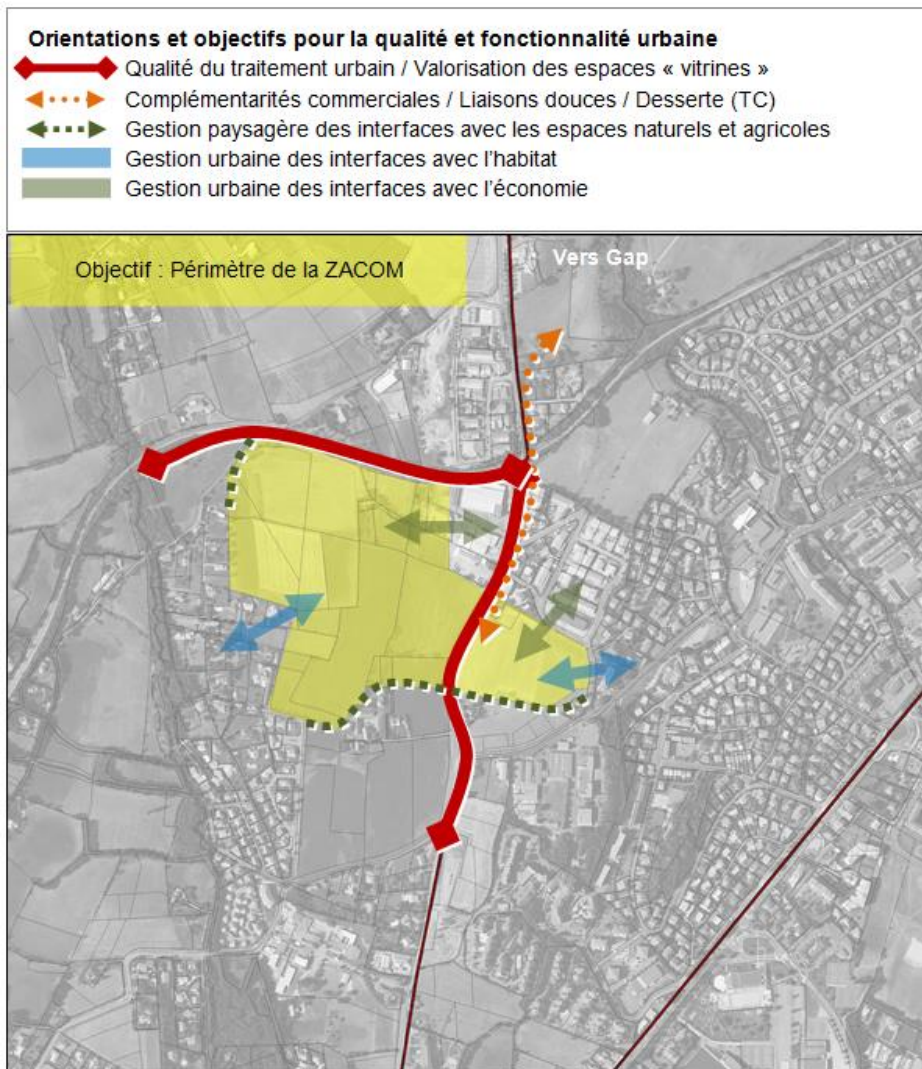 Orientations et objectifs pour la qualité et fonctionnalité urbaine
Qualité du traitement urbain / Valorisation des espaces « vitrines »
Complémentarités commerciales / Liaisons douces / Desserte (TC)
Gestion paysagère des interfaces avec les espaces naturels et agricoles
Gestion urbaine des interfaces avec l’habitat
Gestion urbaine des interfaces avec l’économie
Objectif : Périmètre de la ZACOM
Vers Gap